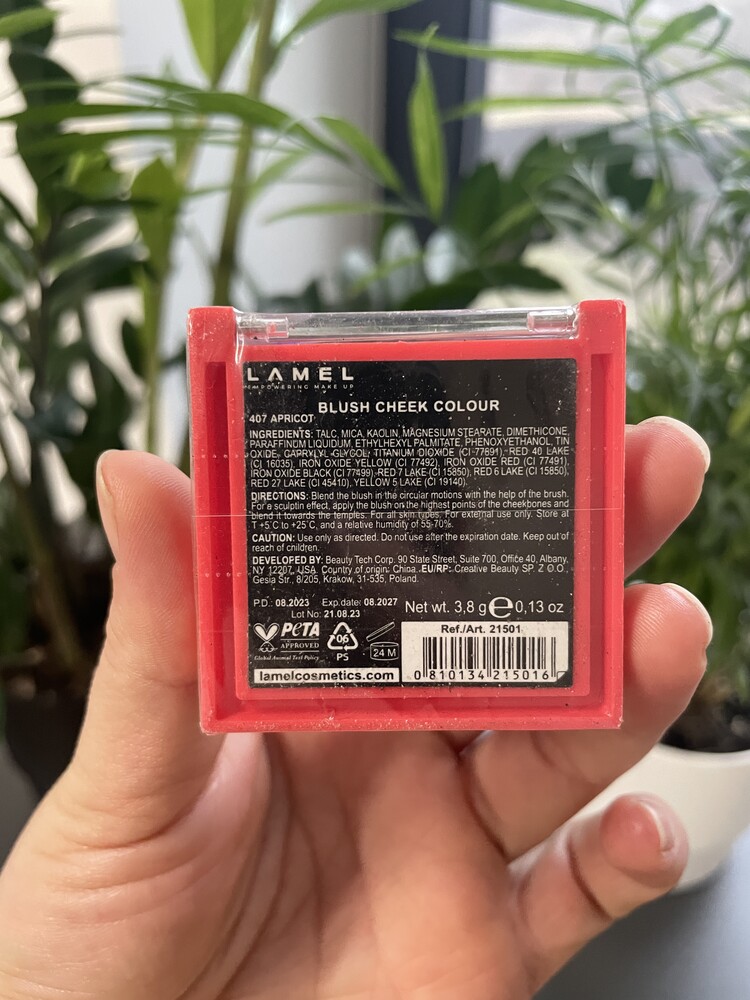 LAMEL
EMPOWERING MAKE UP
BLUSH CHEEK COLOUR
407 APRICOT
INGREDIENTS: TALC, MICA, KAOLIN, MAGNESIUM STEARATE, DIMETHICONE,
PARAFFINUM LIQUIDUM, ETHYLHEXYL PALMITATE, PHENOXYETHANOL, TIN
OXIDE, CAPRYLYL GLYCOL, TITANIUM DIOXIDE (CI 77891), RED 40 LAKE
(CI 16035), IRON OXIDE YELLOW (CI 77492), IRON OXIDE RED (CI 77491),
IRON OXIDE BLACK (CI 77499) RED 7 LAKE (CI 15850), RED 6 LAKE (CI 15850),
RED 27 LAKE (CI 45410), YELLOW 5 LAKE (CI 19140).
DIRECTIONS: Blend the blush in the circular motions with the help of the brush.
For a sculptin effect, apply the blush on the highest points of the cheekbones and
blend it towards the temples. For all skin types. For external use only. Store at
T +5˚C to +25˚C, and a relative humidity of 55-70%.
CAUTION: Use only as directed. Do not use after the expiration date. Keep out of
reach of children.
DEVELOPED BY: Beauty Tech Corp. 90 State Street, Suite 700, Office 40, Albany,
NY 12207, USA. Country of origin: China. EU/RP: Creative Beauty SP. Z O.O.
Gesia Str., 8/205, Krakow, 31-535, Poland.
P.D.: 08.2023 Exp.date: 08.2027
Lot No: 21.08.23
Net wt. 3,8 g℮0,13 oz
PETA
APPROVED
Global Animal Test Policy
06
PS
24 M
Ref./Art. 21501
lamelcosmetics.com
0 810134 215016